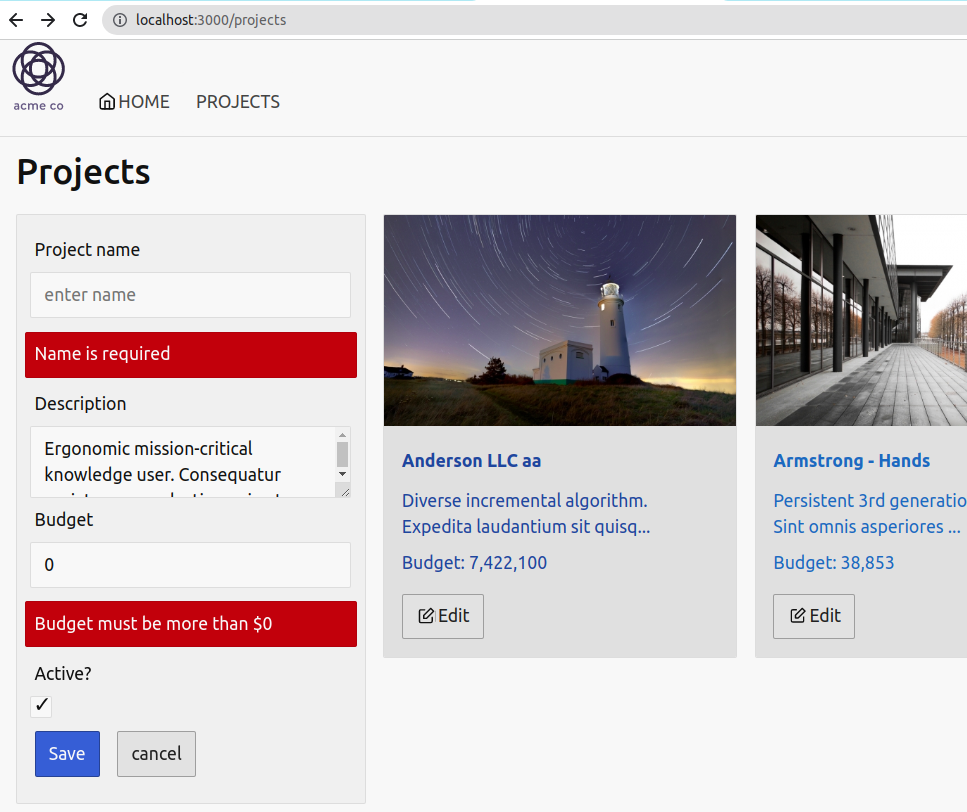 localhost:3000/projects
acme co
HOME PROJECTS
Projects
Project name
enter name
Name is required
Description
Ergonomic mission-critical
knowledge user. Consequatur
Budget
0
Budget must be more than $0
Active?
Save cancel
Anderson LLC aa
Diverse incremental algorithm.
Expedita laudantium sit quisq...
Budget: 7,422,100
Edit
Armstrong - Hands
Persistent 3rd generatio
Sint omnis asperiores ...
Budget: 38,853
Edit